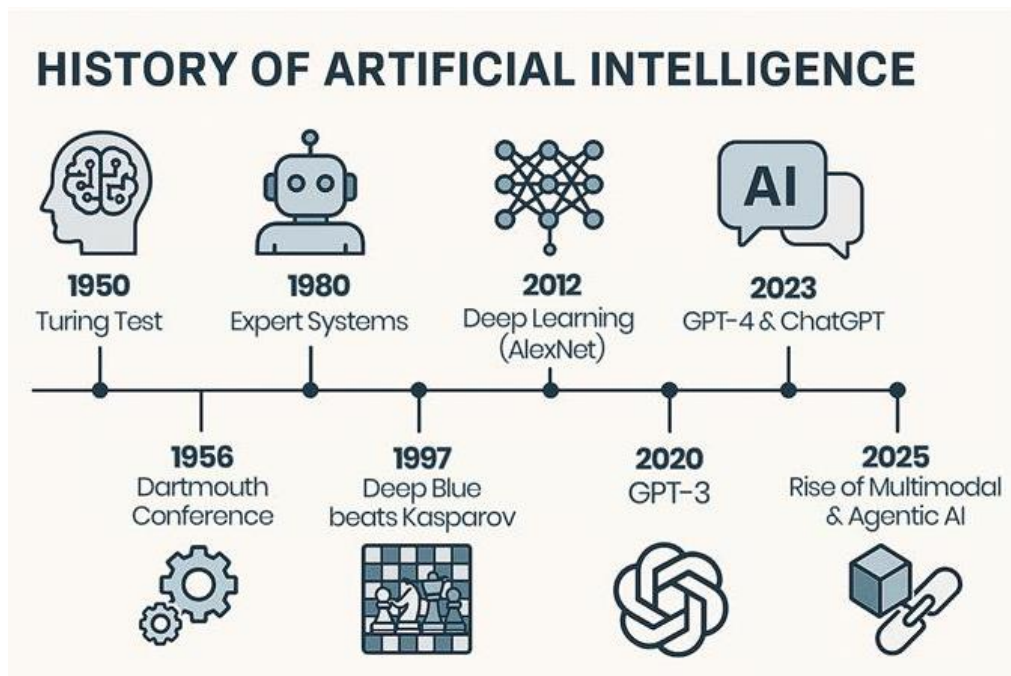 HISTORY OF ARTIFICIAL INTELLIGENCE
AI
1950
Turing Test
1980
Expert Systems
2012
Deep Learning
(AlexNet)
2023
GPT-4 & ChatGPT
1956
Dartmouth
Conference
1997
Deep Blue
beats Kasparov
2020
GPT-3
2025
Rise of Multimodal
& Agentic AI